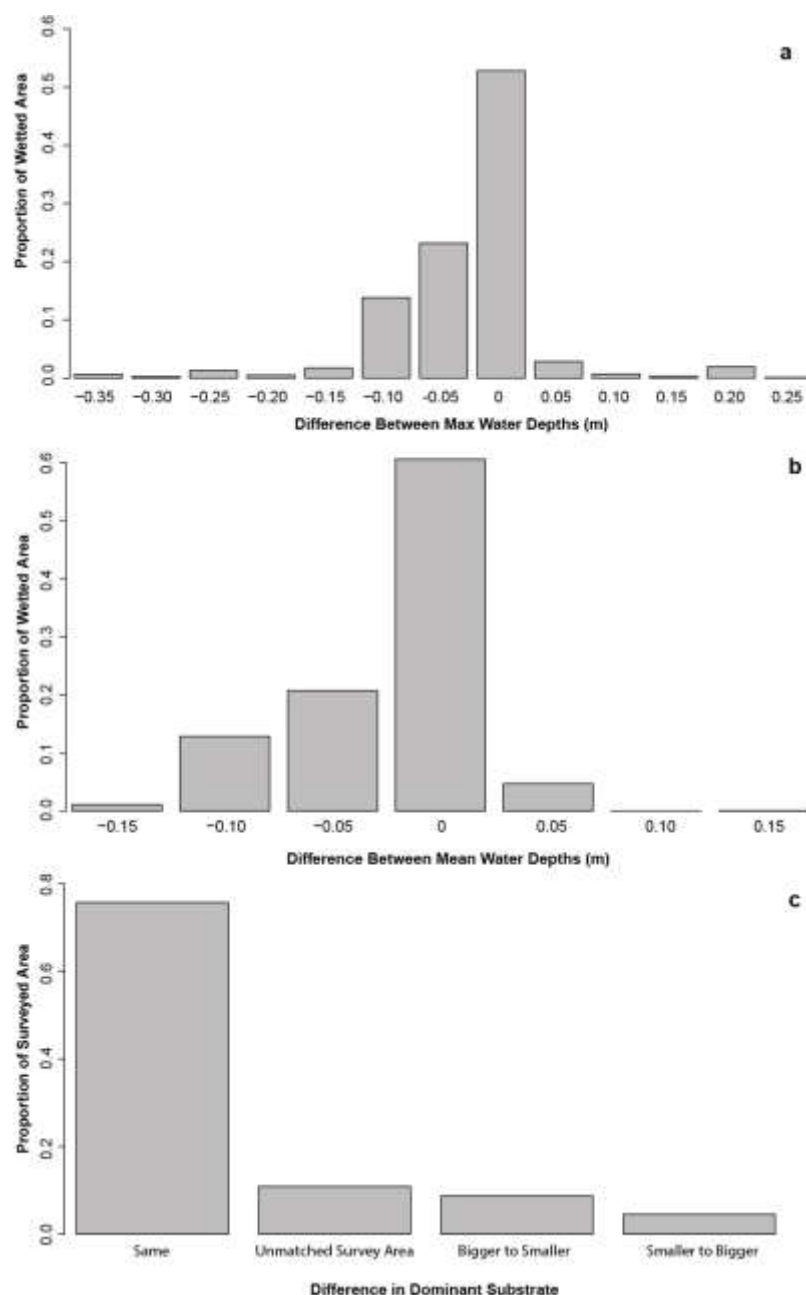 a
Proportion of Wetted Area
0.6
0.5
0.4
0.3
0.2
0.1
0.0
−0.35 −0.30 −0.25 −0.20 −0.15 −0.10 -0.05 0 0.05 0.10 0.15 0.20 0.25
Difference Between Max Water Depths (m)
b
Proportion of Wetted Area
0.6
0.5
0.4
0.3
0.2
0.1
0.0
−0.15 −0.10 −0.05 0 0.05 0.10 0.15
Difference Between Mean Water Depths (m)
c
Proportion of Surveyed Area
0.8
0.6
0.4
0.2
0.0
Same Unmatched Survey Area Bigger to Smaller Smaller to Bigger
Difference in Dominant Substrate